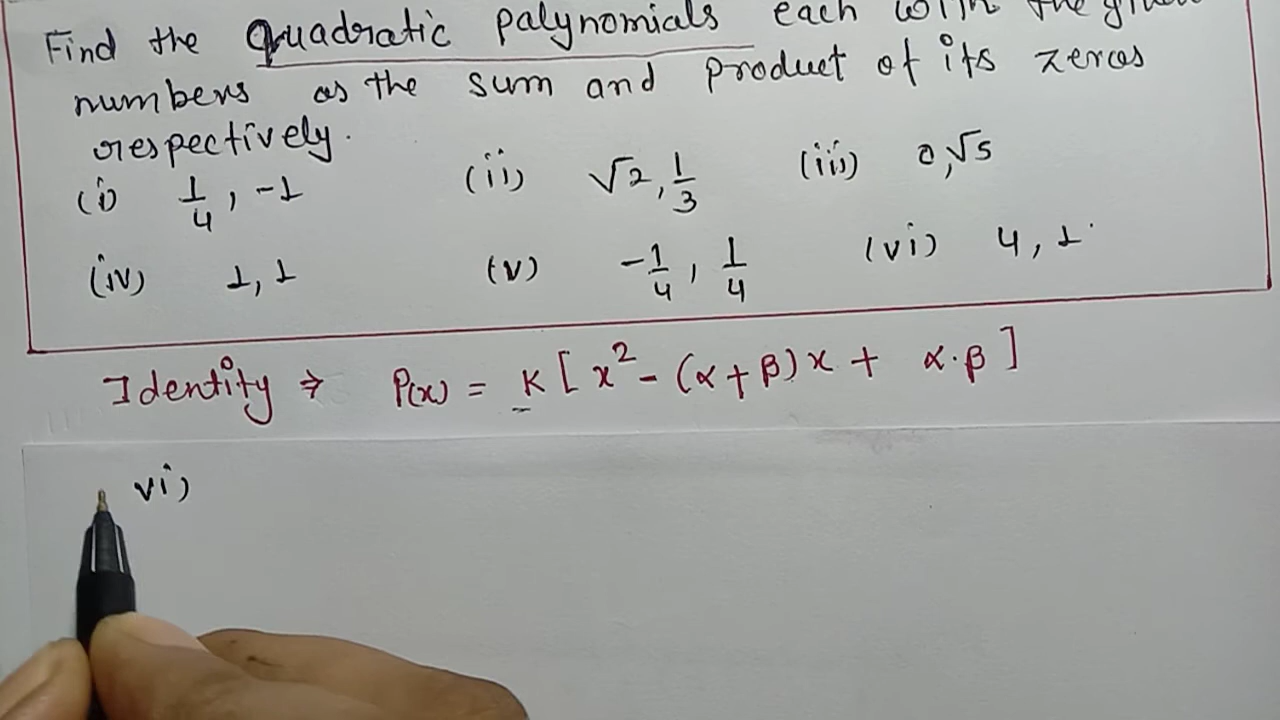 Find the quadratic palynomials each with the given
numbers as the sum and product of its zeroes
respectively.
(i) 1/4, -1 (ii) √2, 1/3 (iii) 0, √5
(iv) 1, 1 (v) -1/4, 1/4 (vi) 4, 1
Identity ⇒ P(x) = K [ x² - (α + β) x + α·β ]
vi)